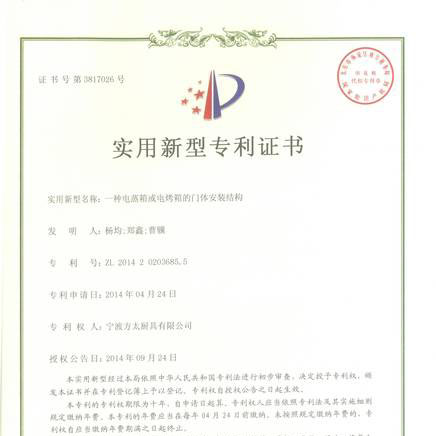 证书号第3817026号
实用新型专利证书
实用新型名称：一种电蒸箱或电烤箱的门体安装结构
发 明 人：杨均;郑鑫;曹骥
专 利 号：ZL 2014 2 0203685.5
专利申请日：2014年04月24日
专 利 权 人：宁波方太厨具有限公司
授权公告日：2014年09月24日
本实用新型经过本局依照中华人民共和国专利法进行初步审查，决定授予专利权，颁
发本证书并在专利登记簿上予以登记。专利权自授权公告之日起生效。
本专利的专利权期限为十年，自申请日起算。专利权人应当依照专利法及其实施细则
规定缴纳年费。本专利的年费应当在每年04月24日前缴纳。未按照规定缴纳年费的，专
利权自应当缴纳年费期满之日起终止。